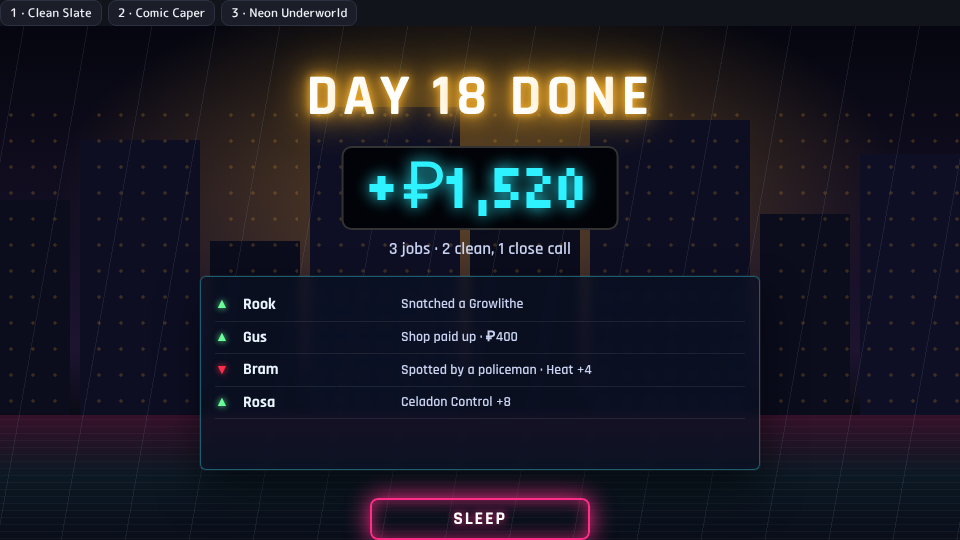 1 · Clean Slate
2 · Comic Caper
3 · Neon Underworld
DAY 18 DONE
+₽1,520
3 jobs · 2 clean, 1 close call
▲ Rook Snatched a Growlithe
▲ Gus Shop paid up · ₽400
▼ Bram Spotted by a policeman · Heat +4
▲ Rosa Celadon Control +8
SLEEP